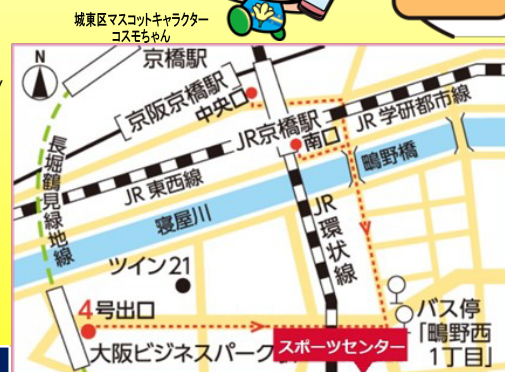 城東区マスコットキャラクター
コスモちゃん
N
京橋駅
京阪京橋駅
中央口
JR京橋駅
南口
JR 学研都市線
鴫野橋
長堀鶴見緑地線
JR 東西線
寝屋川
JR環状線
ツイン21
4号出口
大阪ビジネスパーク
スポーツセンター
バス停
「鴫野西
1丁目」